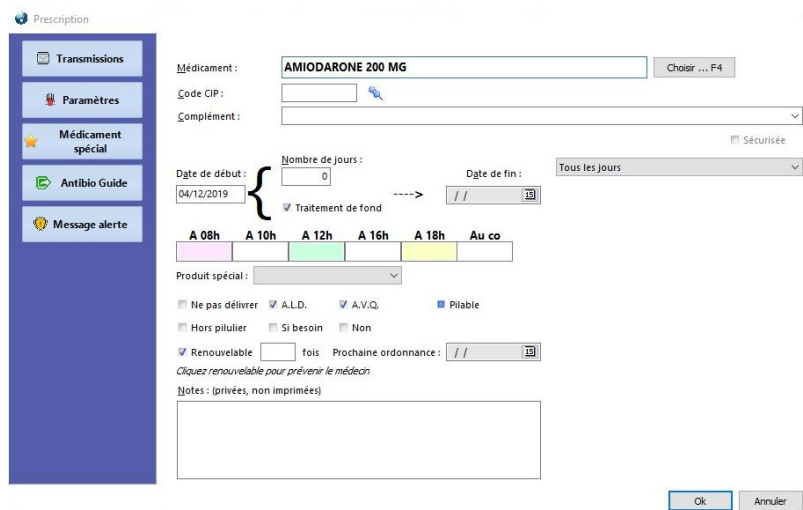 Prescription
Transmissions
Paramètres
Médicament
spécial
Antibio Guide
Message alerte
Médicament : AMIODARONE 200 MG Choisir ... F4
Code CIP :
Complément :
Sécurisée
Nombre de jours :
Date de début : 0 Date de fin : Tous les jours
04/12/2019 ----> / / 15
Traitement de fond
A 08h A 10h A 12h A 16h A 18h Au co
Produit spécial :
Ne pas délivrer A.L.D. A.V.Q. Pilable
Hors pilulier Si besoin Non
Renouvelable fois Prochaine ordonnance : / / 15
Cliquez renouvelable pour prévenir le médecin
Notes : (privées, non imprimées)
Ok Annuler